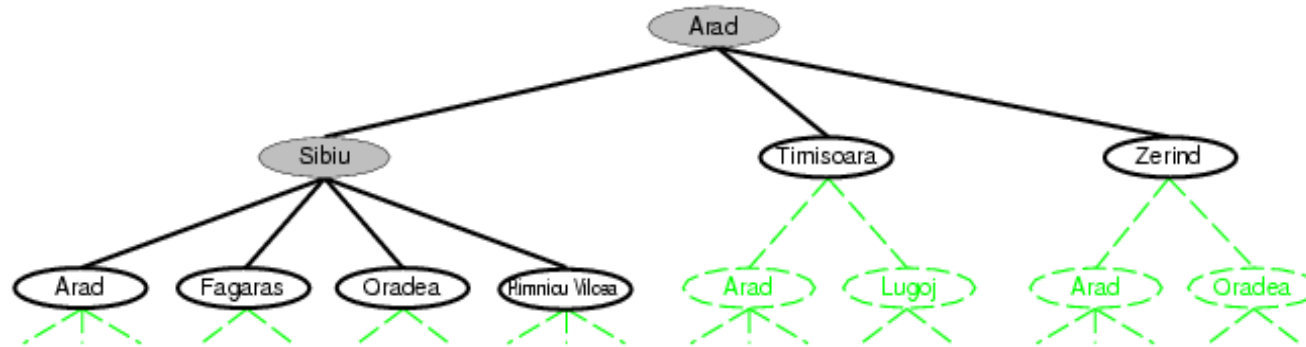 Arad
Sibiu
Timisoara
Zerind
Arad
Fagaras
Oradea
Rimnicu Vilcea
Arad
Lugoj
Arad
Oradea